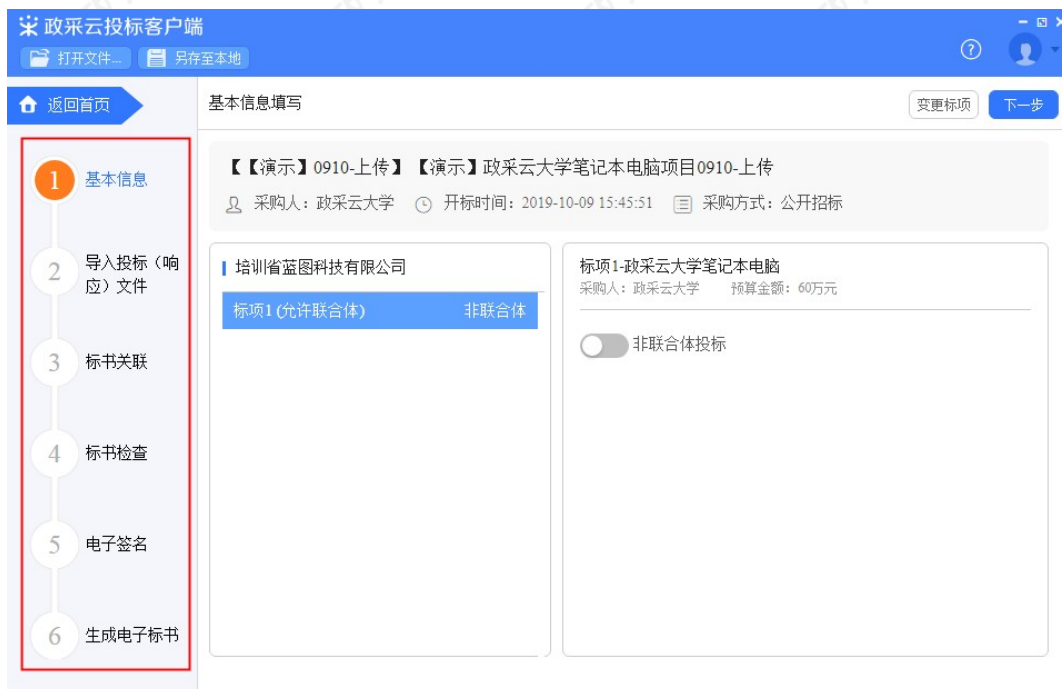 政采云投标客户端
打开文件... 另存至本地
返回首页
基本信息填写
变更标项 下一步
1 基本信息
2 导入投标（响
应）文件
3 标书关联
4 标书检查
5 电子签名
6 生成电子标书
【【演示】0910-上传】【演示】政采云大学笔记本电脑项目0910-上传
采购人：政采云大学 开标时间：2019-10-09 15:45:51 采购方式：公开招标
培训省蓝图科技有限公司
标项1 (允许联合体) 非联合体
标项1-政采云大学笔记本电脑
采购人：政采云大学 预算金额：60万元
非联合体投标